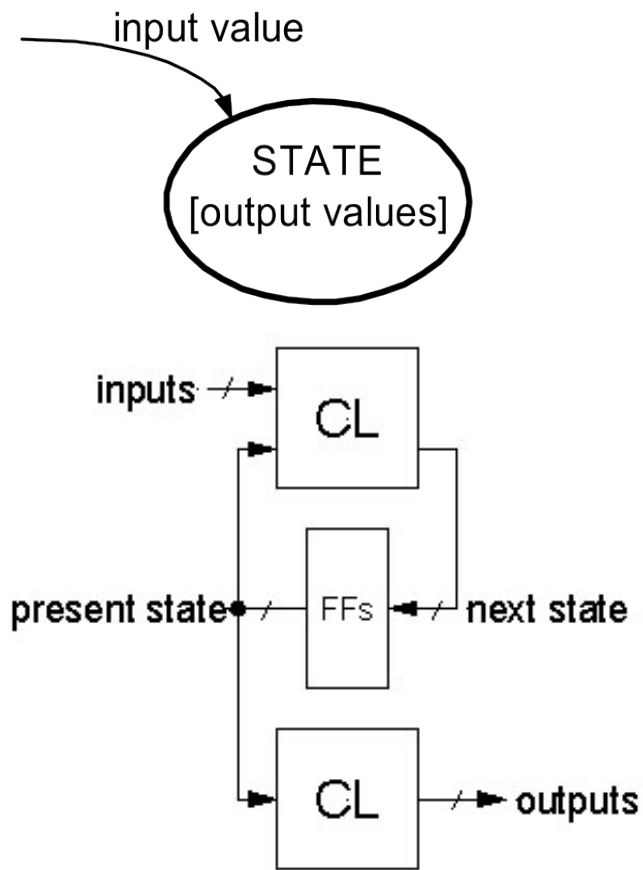 input value
STATE
[output values]
inputs
CL
present state
FFs
next state
CL
outputs